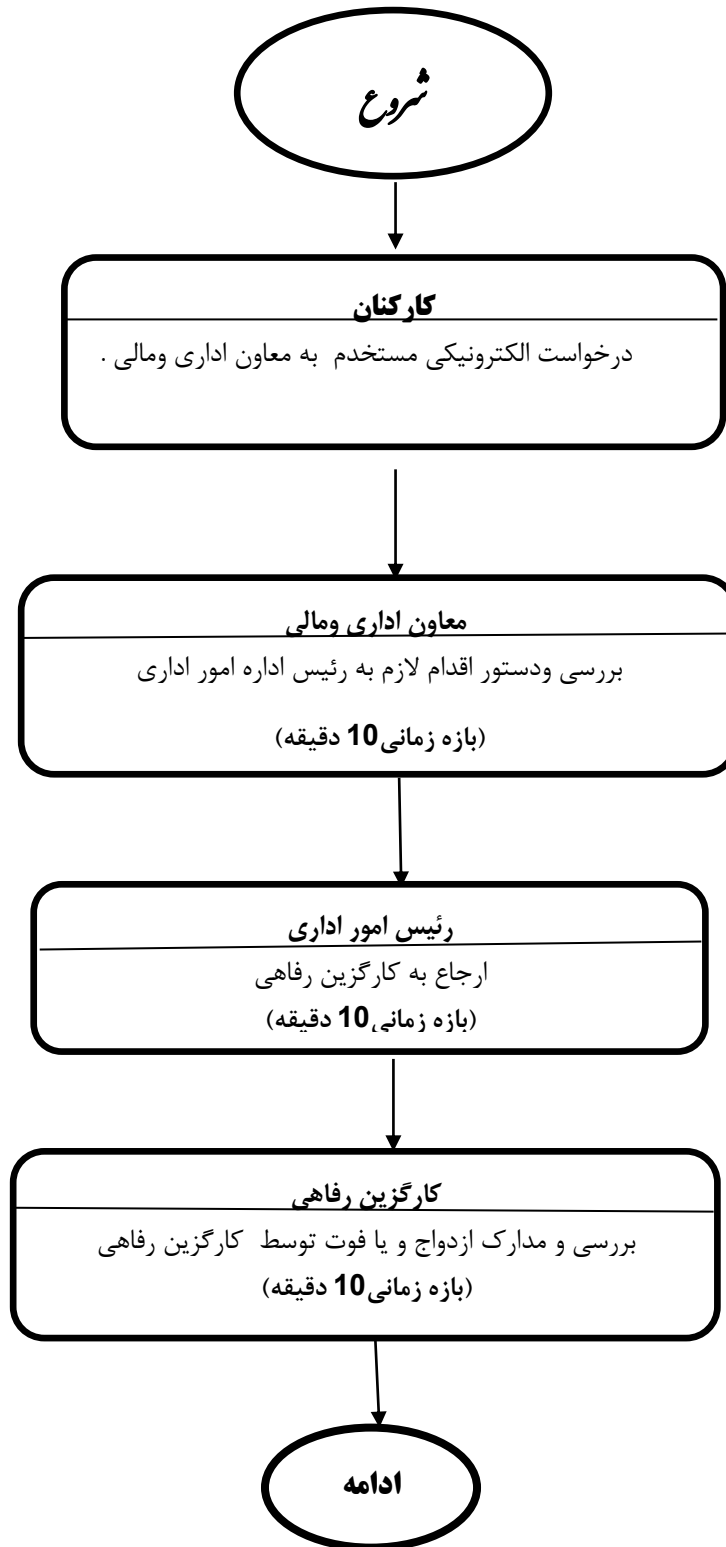 شروع
کارکنان
درخواست الکترونیکی مستخدم به معاون اداری ومالی .
معاون اداری ومالی
بررسی ودستور اقدام لازم به رئیس اداره امور اداری
(بازه زمانی10 دقیقه)
رئیس امور اداری
ارجاع به کارگزین رفاهی
(بازه زمانی10 دقیقه)
کارگزین رفاهی
بررسی و مدارک ازدواج و یا فوت توسط کارگزین رفاهی
(بازه زمانی10 دقیقه)
ادامه